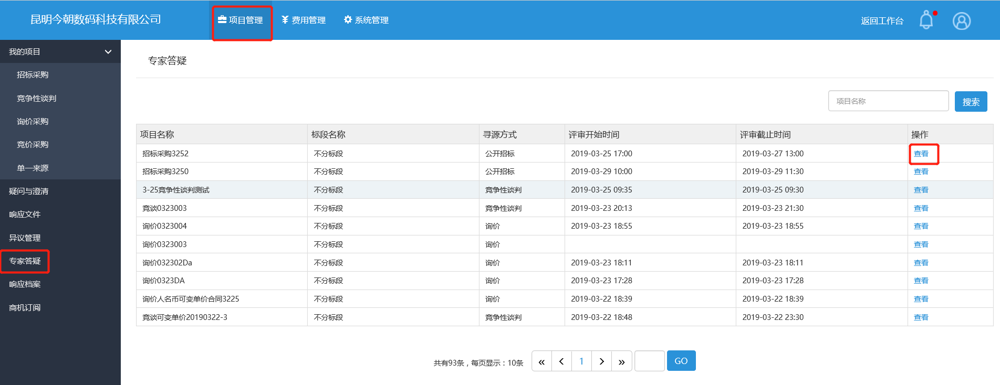 昆明今朝数码科技有限公司 项目管理 ¥ 费用管理 系统管理 返回工作台
我的项目
招标采购
竞争性谈判
询价采购
竞价采购
单一来源
疑问与澄清
响应文件
异议管理
专家答疑
响应档案
商机订阅
专家答疑
项目名称 搜索
项目名称 标段名称 寻源方式 评审开始时间 评审截止时间 操作
招标采购3252 不分标段 公开招标 2019-03-25 17:00 2019-03-27 13:00 查看
招标采购3250 不分标段 公开招标 2019-03-29 10:00 2019-03-29 11:30 查看
3-25竞争性谈判测试 不分标段 竞争性谈判 2019-03-25 09:35 2019-03-25 09:30 查看
竞谈0323003 不分标段 竞争性谈判 2019-03-23 20:13 2019-03-23 21:30 查看
询价0323004 不分标段 询价 2019-03-23 18:55 2019-03-23 18:55 查看
询价0323003 不分标段 询价 查看
询价032302Da 不分标段 询价 2019-03-23 18:11 2019-03-23 18:11 查看
询价0323DA 不分标段 询价 2019-03-23 17:28 2019-03-23 17:28 查看
询价人名币可变单价合同3225 不分标段 询价 2019-03-22 18:39 2019-03-22 18:39 查看
竞谈可变单价20190322-3 不分标段 竞争性谈判 2019-03-22 18:48 2019-03-22 23:30 查看
共有93条，每页显示：10条 « < 1 > » GO